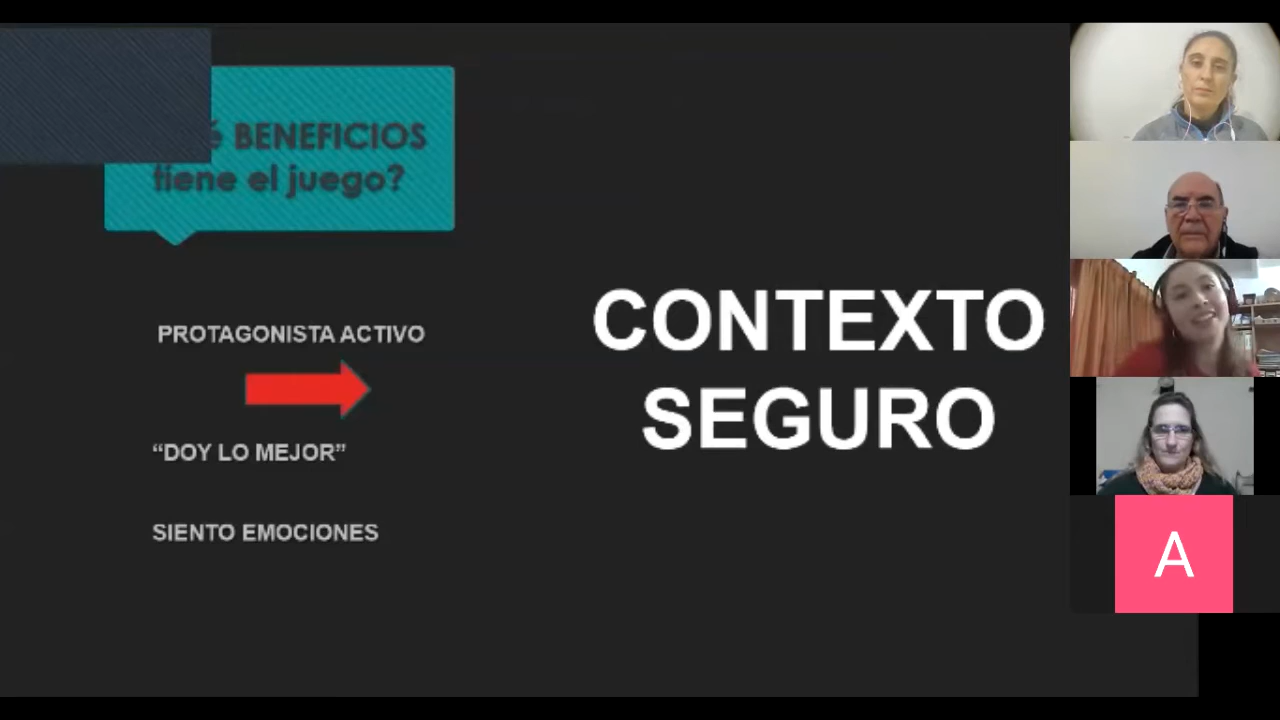 BENEFICIOS
tiene el juego?
PROTAGONISTA ACTIVO
“DOY LO MEJOR”
SIENTO EMOCIONES
CONTEXTO
SEGURO
A